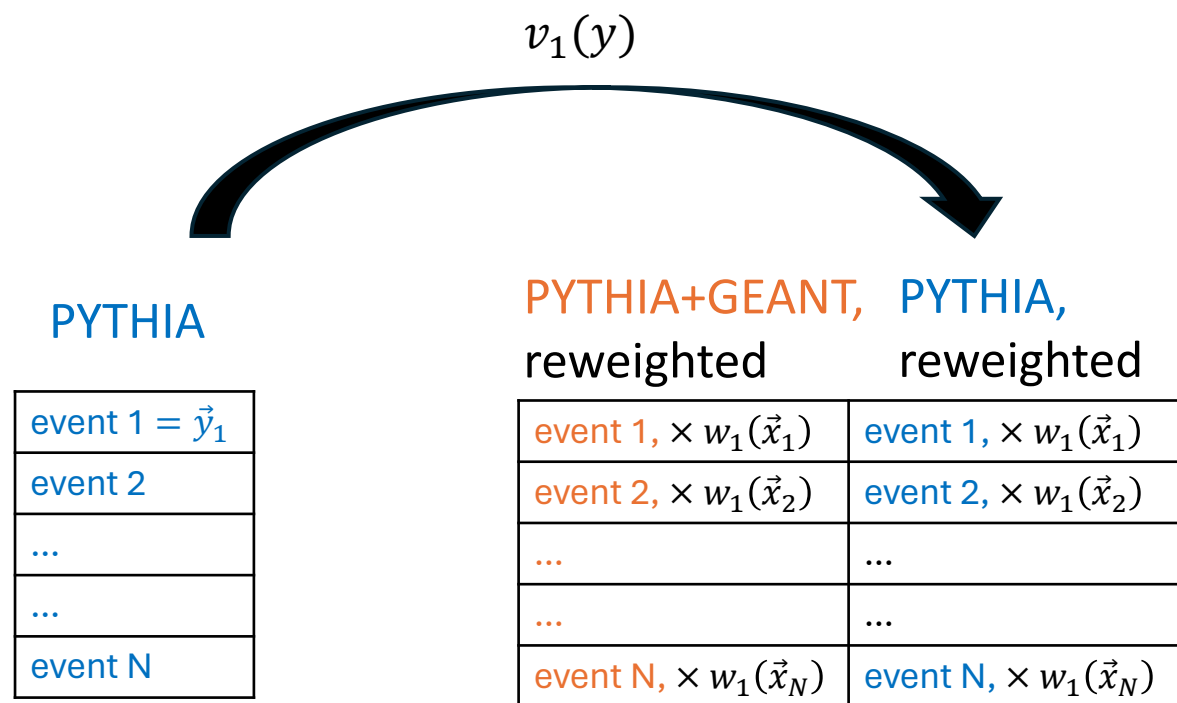 v₁(y)
PYTHIA
event 1 = y⃗₁
event 2
...
...
event N
PYTHIA+GEANT, PYTHIA,
reweighted reweighted
event 1, × w₁(x⃗₁) event 1, × w₁(x⃗₁)
event 2, × w₁(x⃗₂) event 2, × w₁(x⃗₂)
... ...
... ...
event N, × w₁(x⃗_N) event N, × w₁(x⃗_N)